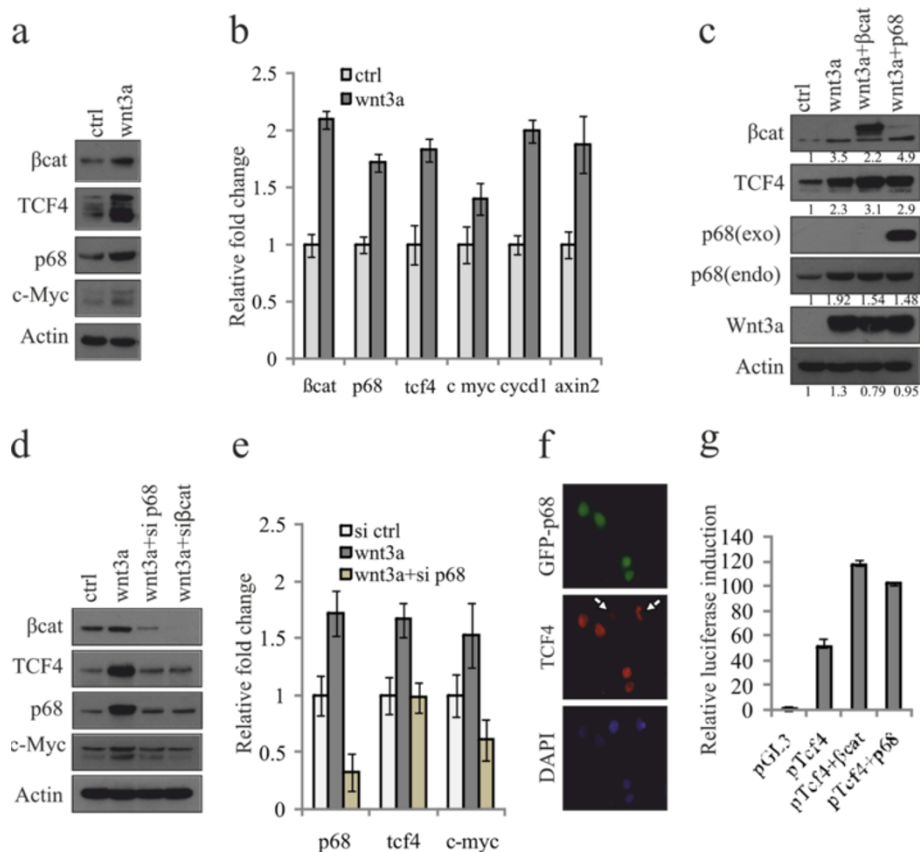 a
ctrl
wnt3a
βcat
TCF4
p68
c-Myc
Actin
b
Relative fold change
2.5
2
1.5
1
0.5
0
ctrl
wnt3a
ßcat p68 tcf4 c myc cycd1 axin2
c
ctrl
wnt3a
wnt3a+βcat
wnt3a+p68
βcat
1 3.5 2.2 4.9
TCF4
1 2.3 3.1 2.9
p68(exo)
p68(endo)
1 1.92 1.54 1.48
Wnt3a
Actin
1 1.3 0.79 0.95
d
ctrl
wnt3a
wnt3a+si p68
wnt3a+siβcat
βcat
TCF4
p68
c-Myc
Actin
e
Relative fold change
2.5
2
1.5
1
0.5
0
si ctrl
wnt3a
wnt3a+si p68
p68 tcf4 c-myc
f
GFP-p68
TCF4
DAPI
g
Relative luciferase induction
140
120
100
80
60
40
20
0
pGL3
pTcf4
pTcf4+βcat
pTcf4+p68